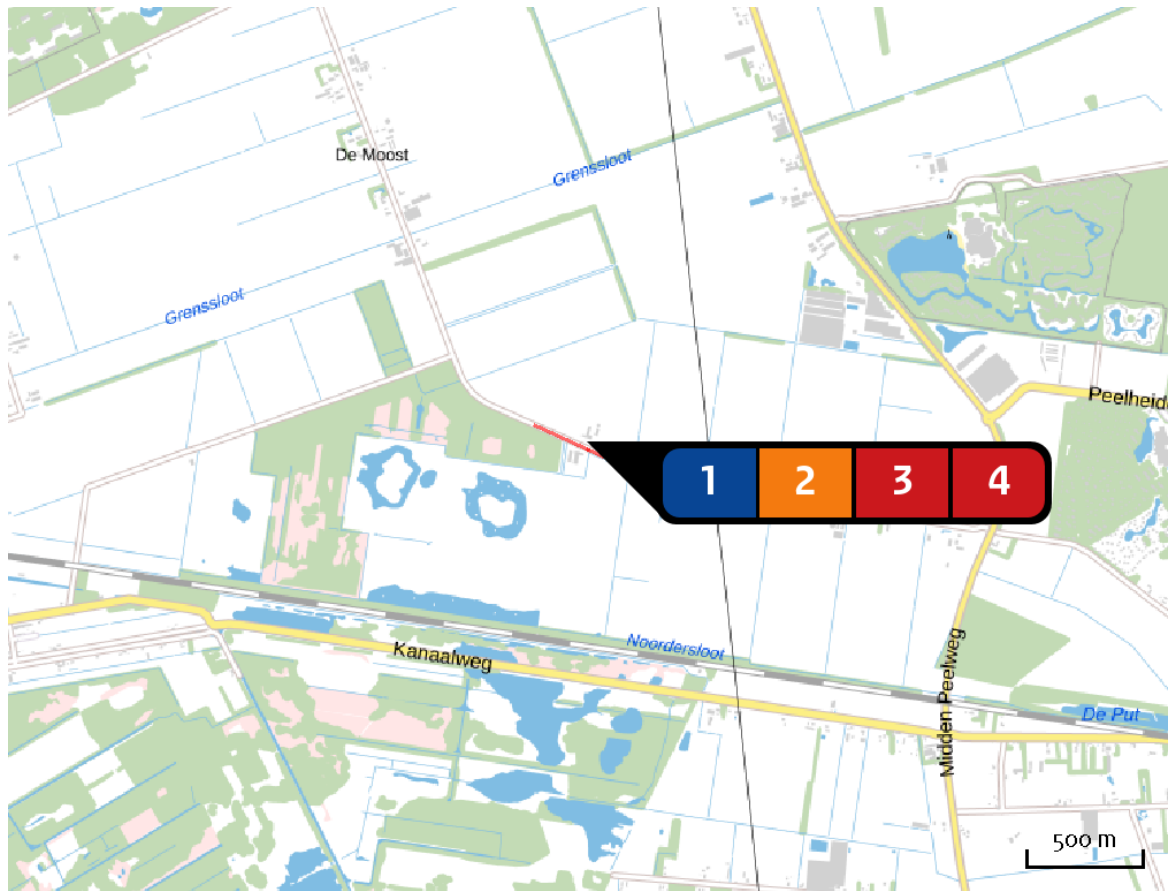 De Moost
Grenssloot
Grenssloot
Peelheide
1 2 3 4
Noordersloot
Kanaalweg
Midden Peelweg
De Put
500 m